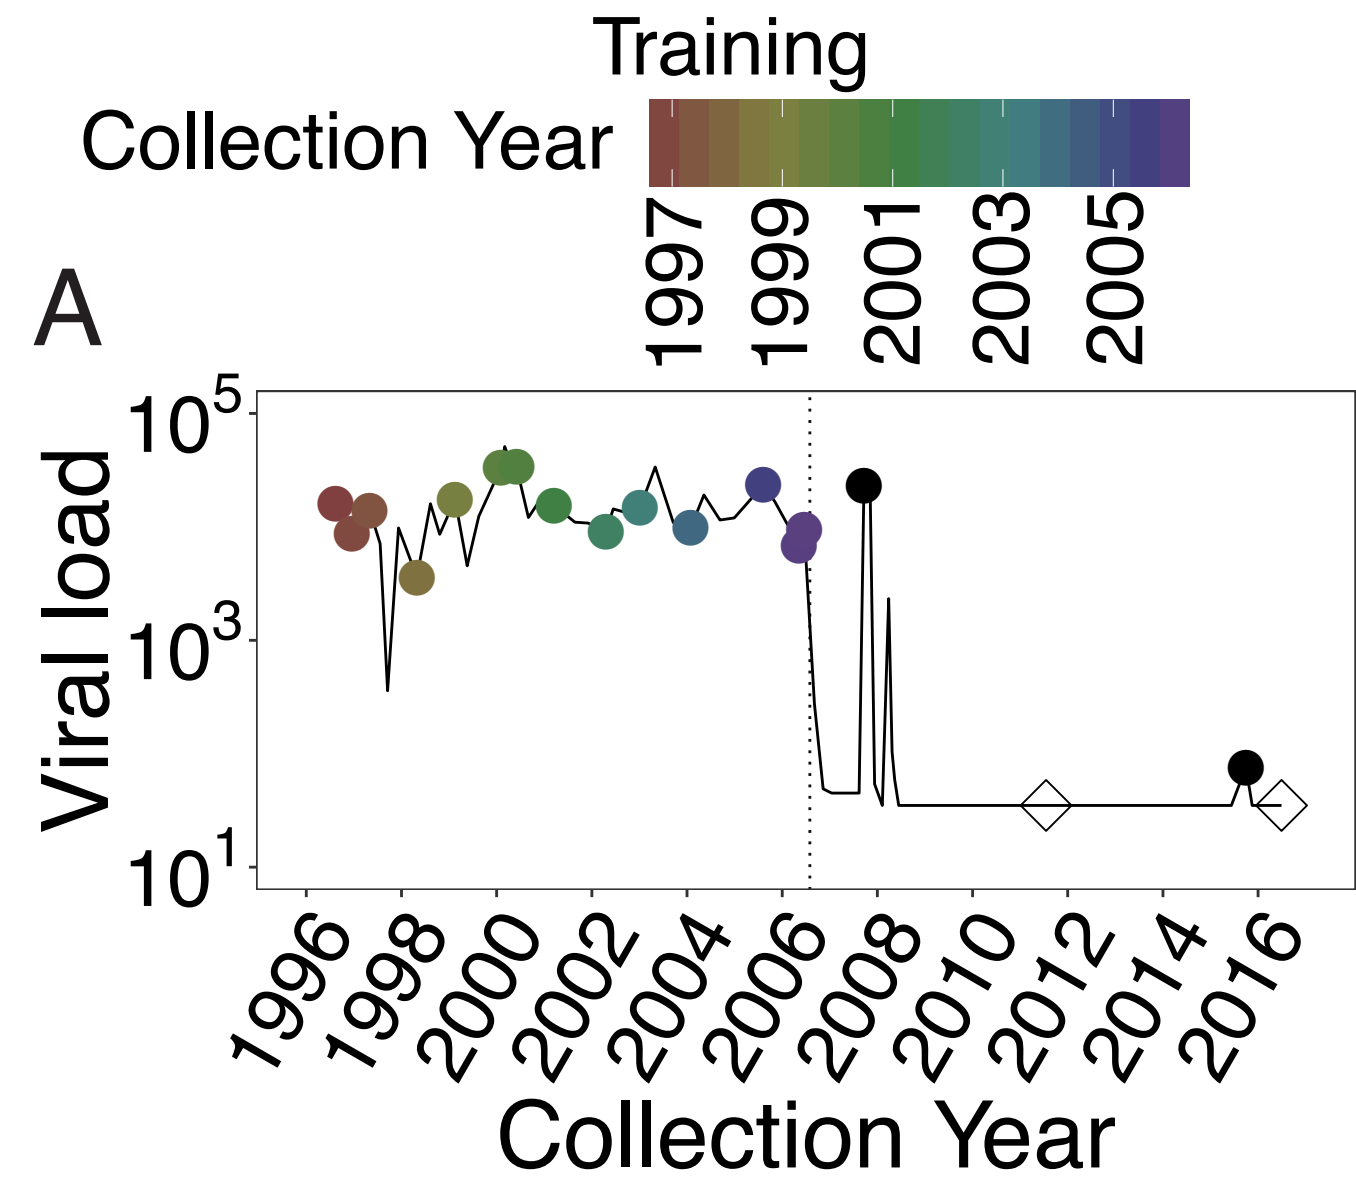 Training
Collection Year
1997 1999 2001 2003 2005
A
Viral load
10^5
10^3
10^1
1996 1998 2000 2002 2004 2006 2008 2010 2012 2014 2016
Collection Year